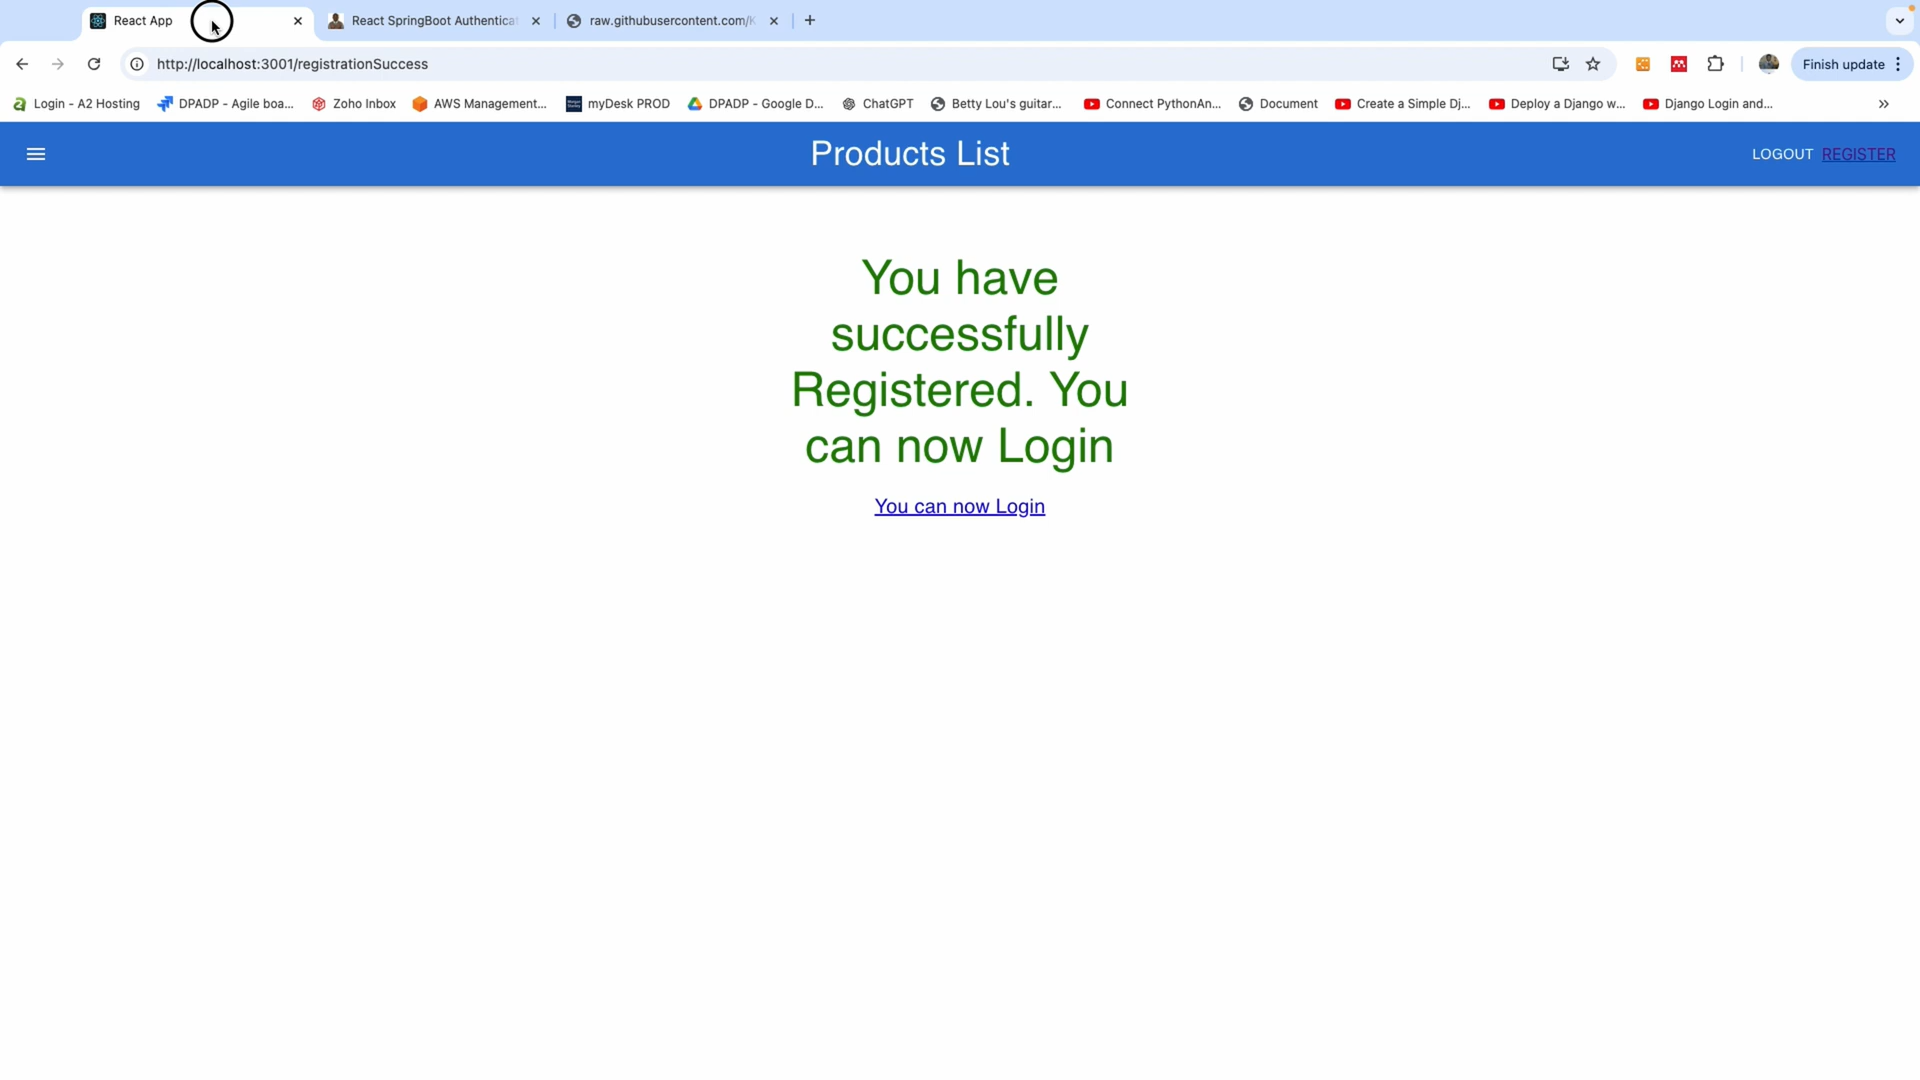 React App
React SpringBoot Authentica
raw.githubusercontent.com/K
http://localhost:3001/registrationSuccess
Finish update
Login - A2 Hosting
DPADP - Agile boa...
Zoho Inbox
AWS Management...
myDesk PROD
DPADP - Google D...
ChatGPT
Betty Lou's guitar...
Connect PythonAn...
Document
Create a Simple Dj...
Deploy a Django w...
Django Login and...
Products List
LOGOUT REGISTER
You have
successfully
Registered. You
can now Login
You can now Login